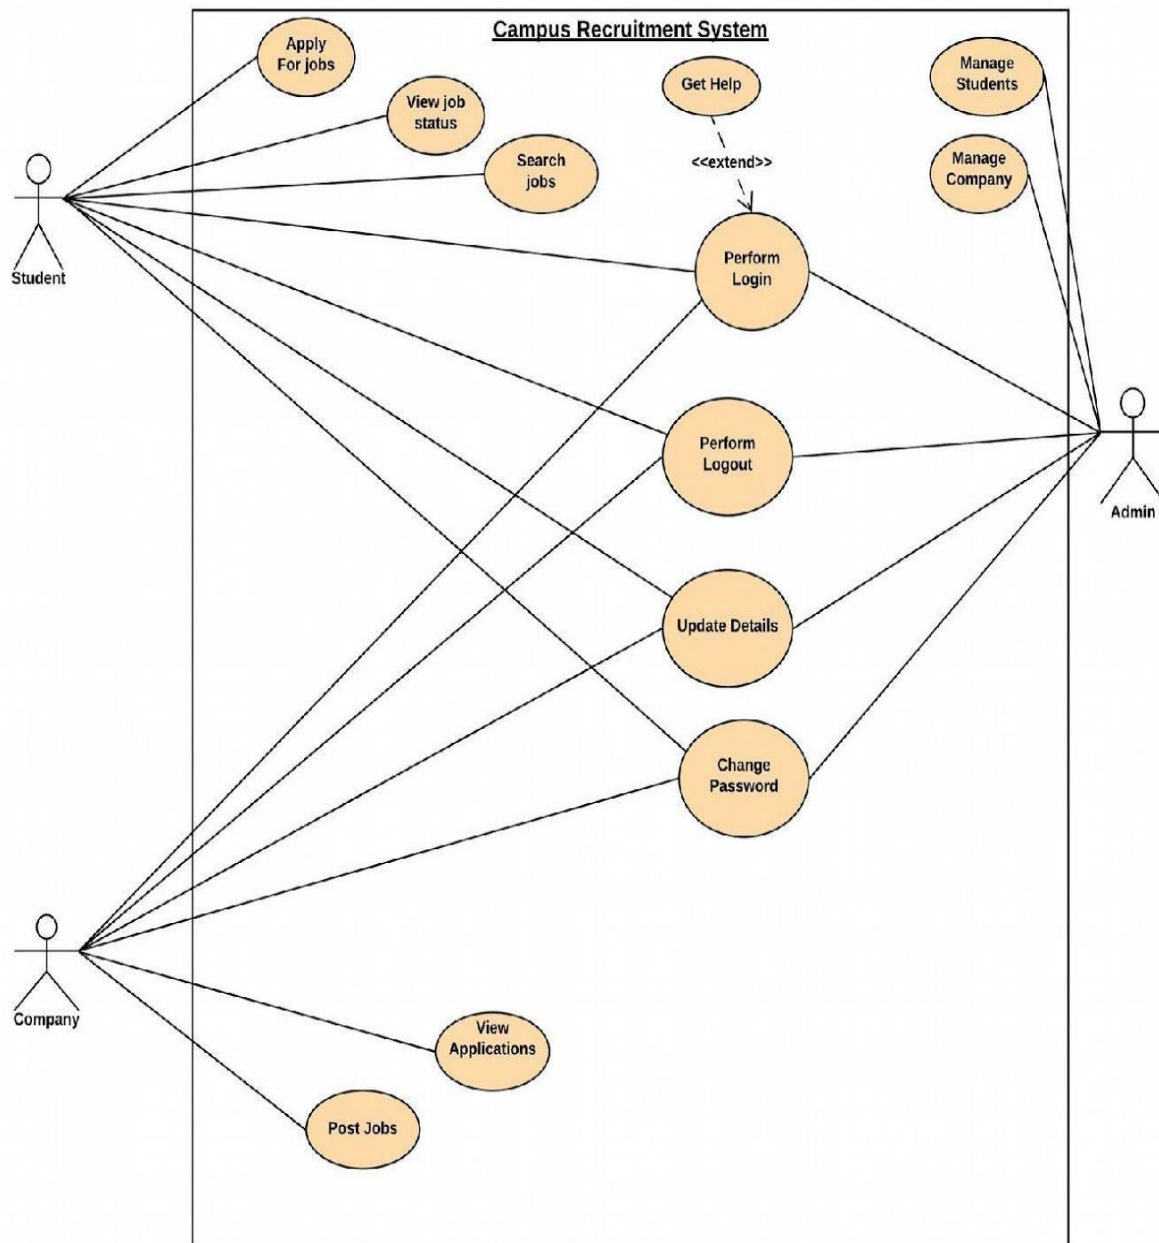 Campus Recruitment System
Apply
For jobs
View job
status
Search
jobs
Get Help
<<extend>>
Manage
Students
Manage
Company
Student
Perform
Login
Perform
Logout
Admin
Update Details
Change
Password
Company
View
Applications
Post Jobs